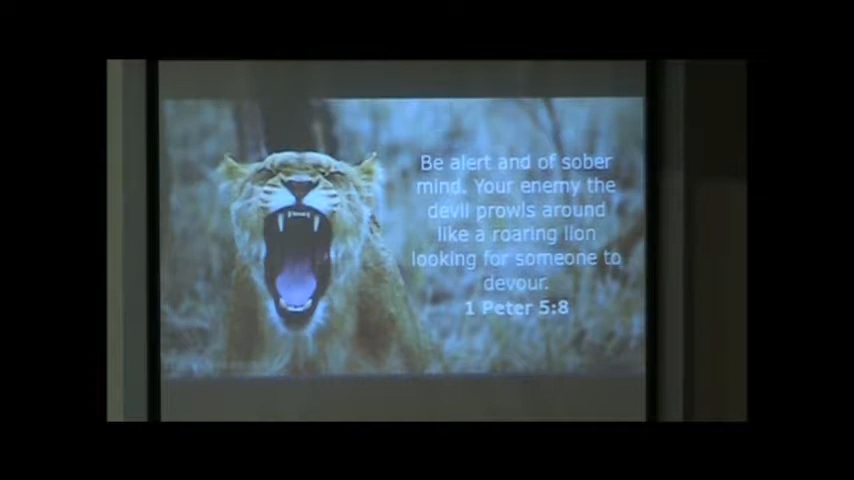 Be alert and of sober
mind. Your enemy the
devil prowls around
like a roaring lion
looking for someone to
devour.
1 Peter 5:8